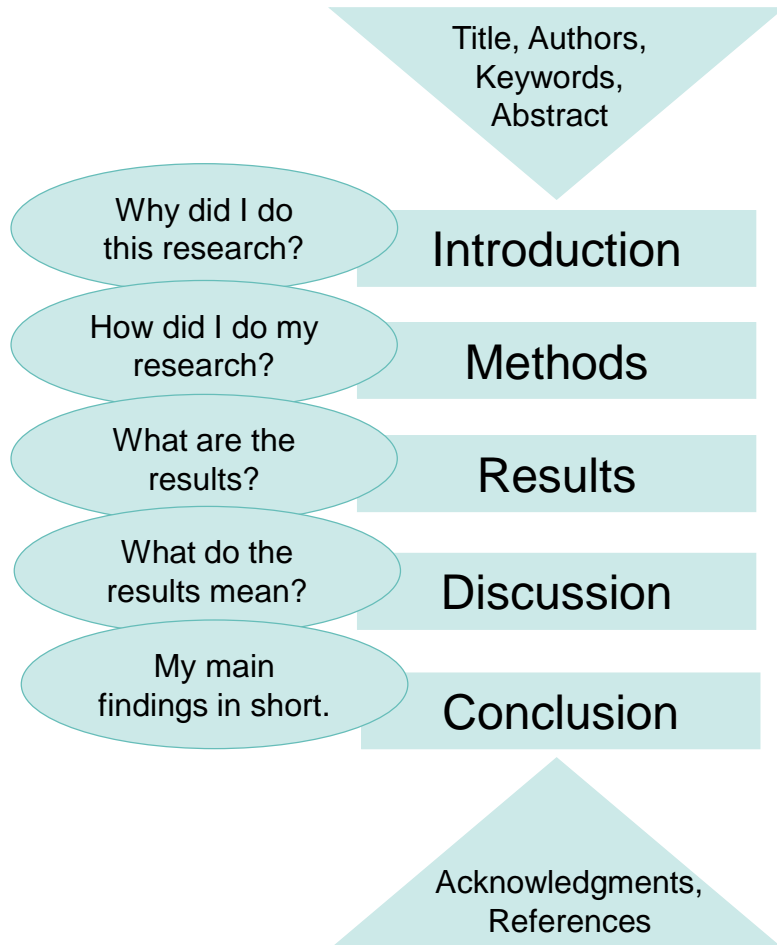 Title, Authors,
Keywords,
Abstract
Why did I do
this research?
Introduction
How did I do my
research?
Methods
What are the
results?
Results
What do the
results mean?
Discussion
My main
findings in short.
Conclusion
Acknowledgments,
References